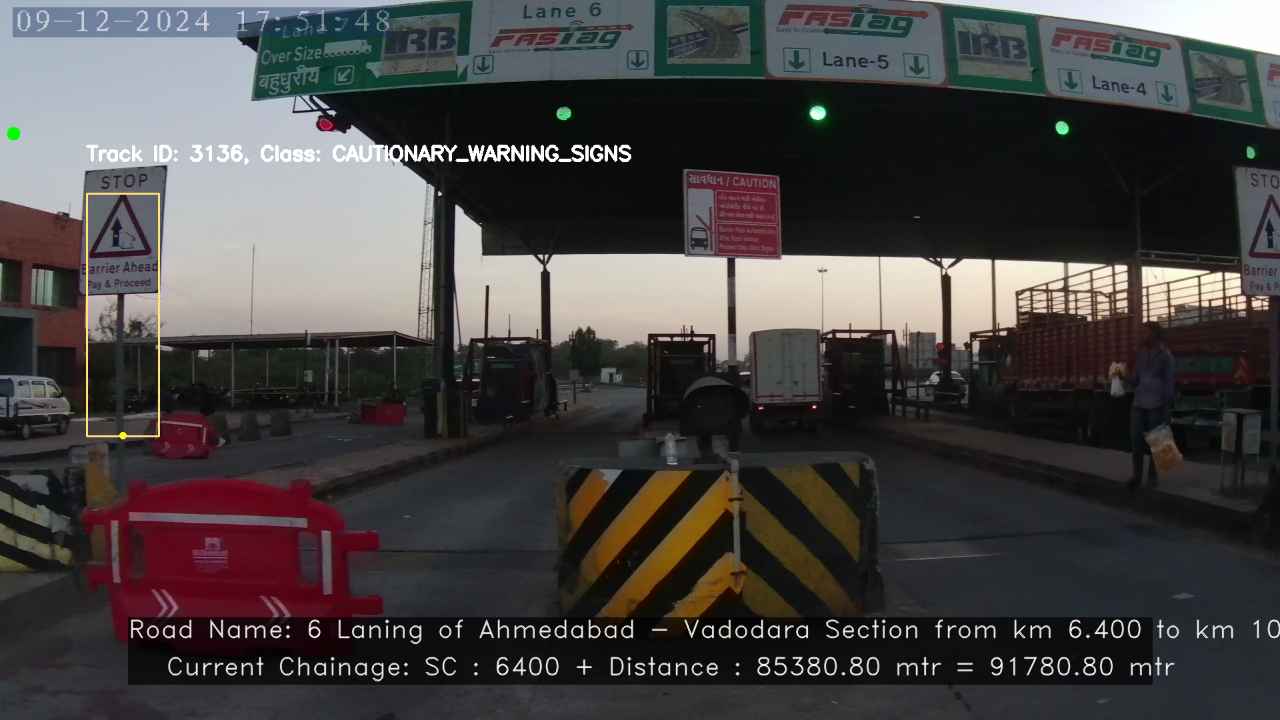 09-12-2024 17:51:48
Over Size
बहुधुरीय
IRB
Lane 6
FASTag
FASTag
Lane-5
IRB
FASTag
Lane-4
Track ID: 3136, Class: CAUTIONARY_WARNING_SIGNS
STOP
Barrier Ahead
Pay & Proceed
સાવધાન / CAUTION
STO
Barrier
Pay &
Road Name: 6 Laning of Ahmedabad - Vadodara Section from km 6.400 to km 10
Current Chainage: SC : 6400 + Distance : 85380.80 mtr = 91780.80 mtr